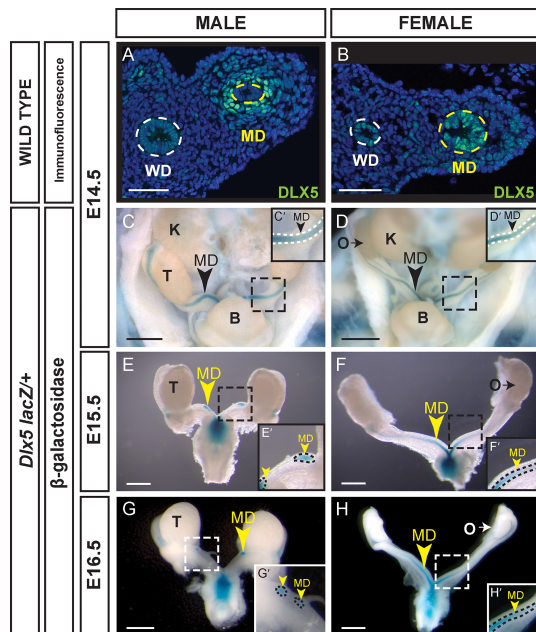 MALE
FEMALE
WILD TYPE
Immunofluorescence
E14.5
A
MD
WD
DLX5
B
WD
MD
DLX5
Dlx5 lacZ/+
β-galactosidase
C
K
T
MD
B
C'
MD
D
O
K
MD
B
D'
MD
E15.5
E
T
MD
E'
MD
F
MD
O
F'
MD
E16.5
G
T
MD
G'
MD
H
MD
O
H'
MD